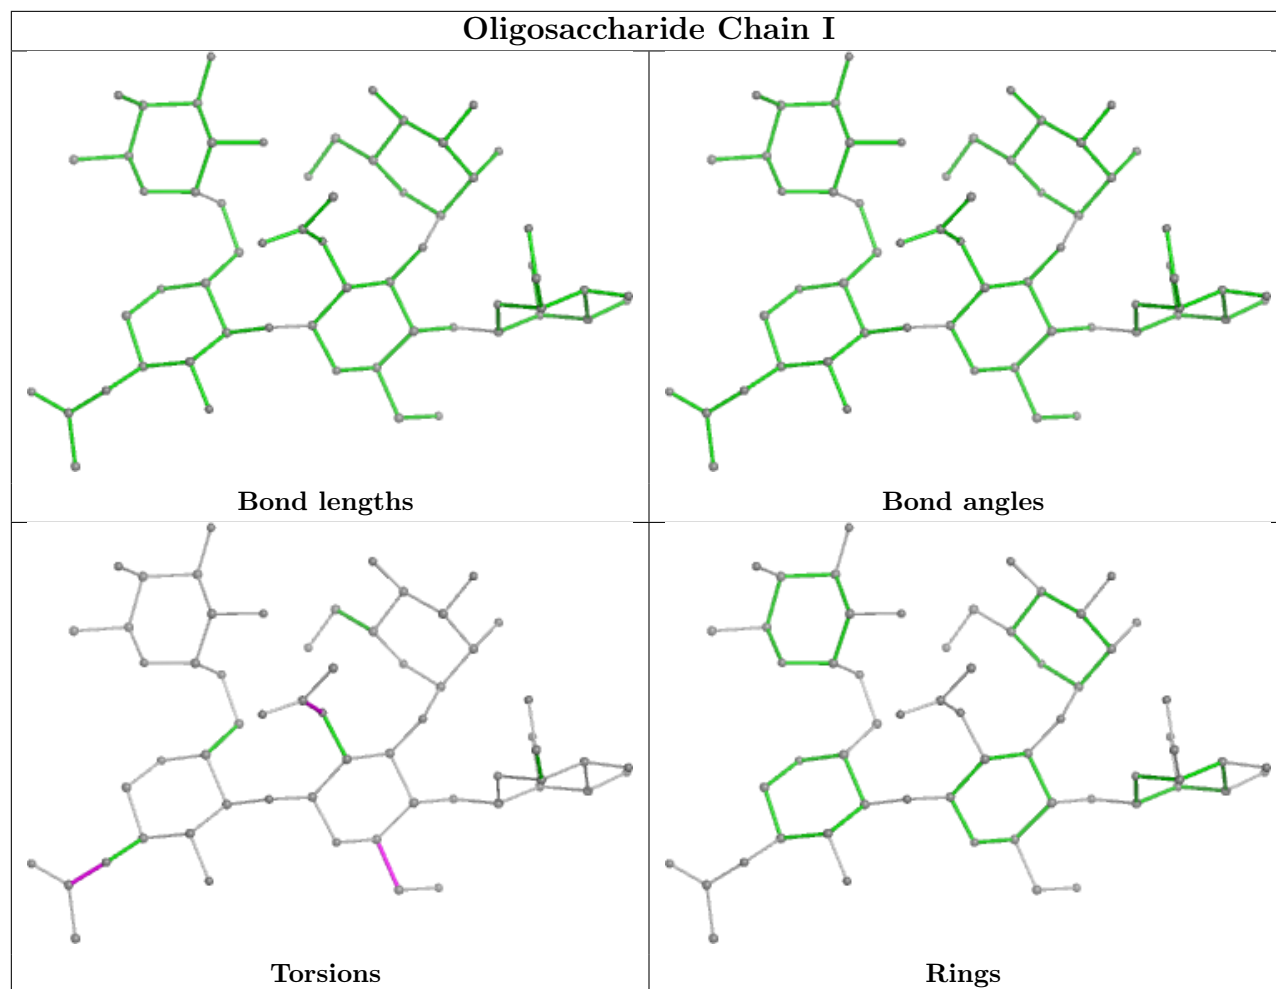 Oligosaccharide Chain I
Bond lengths
Bond angles
Torsions
Rings